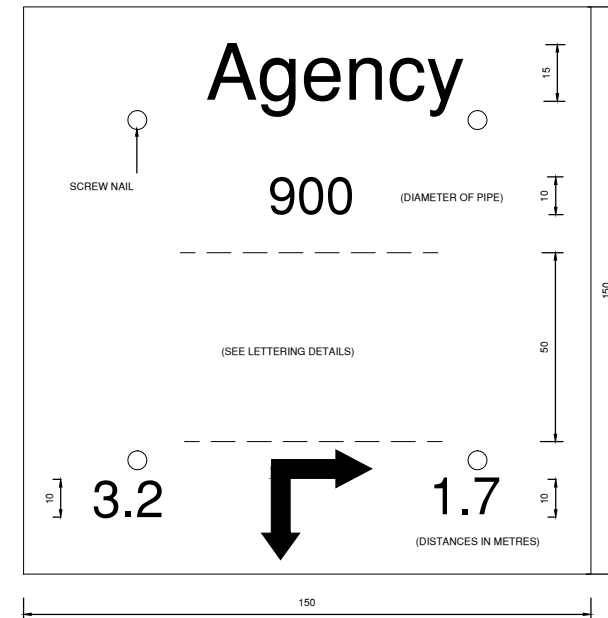 Agency
15
SCREW NAIL
900
(DIAMETER OF PIPE)
10
150
(SEE LETTERING DETAILS)
50
10
3.2
1.7
10
(DISTANCES IN METRES)
150